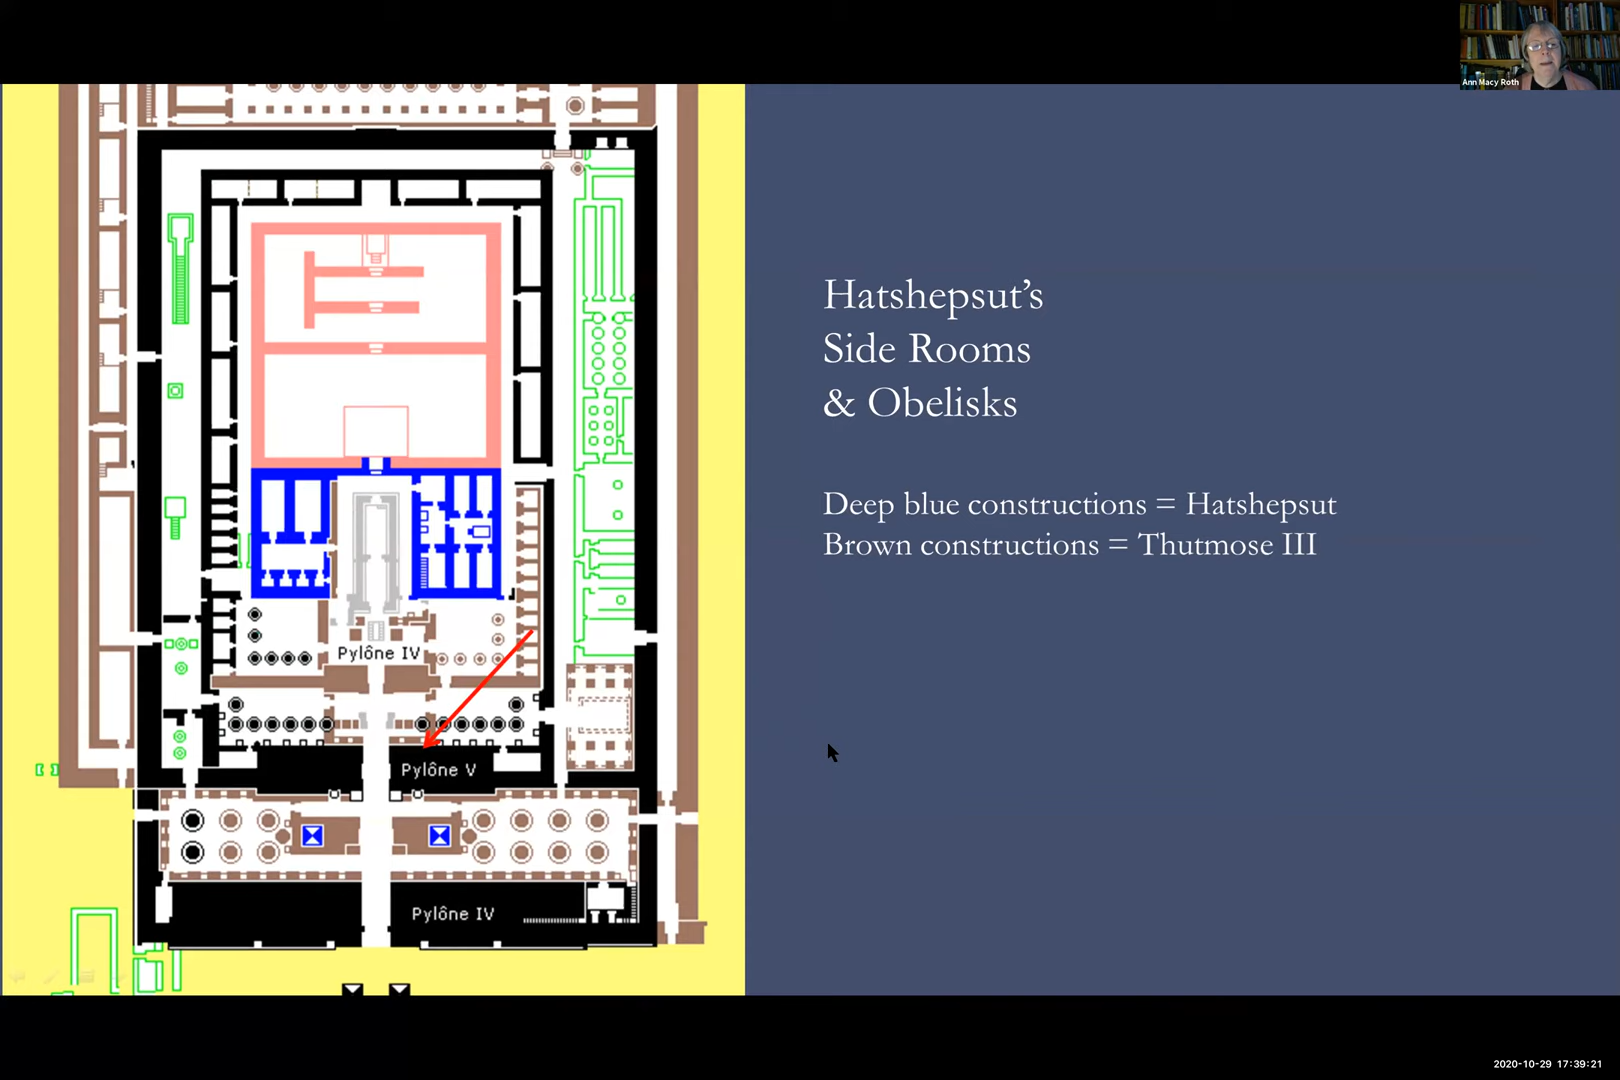 Ann Macy Roth
Hatshepsut’s
Side Rooms
& Obelisks
Deep blue constructions = Hatshepsut
Brown constructions = Thutmose III
Pylône IV
Pylône V
Pylône IV
2020-10-29 17:39:21